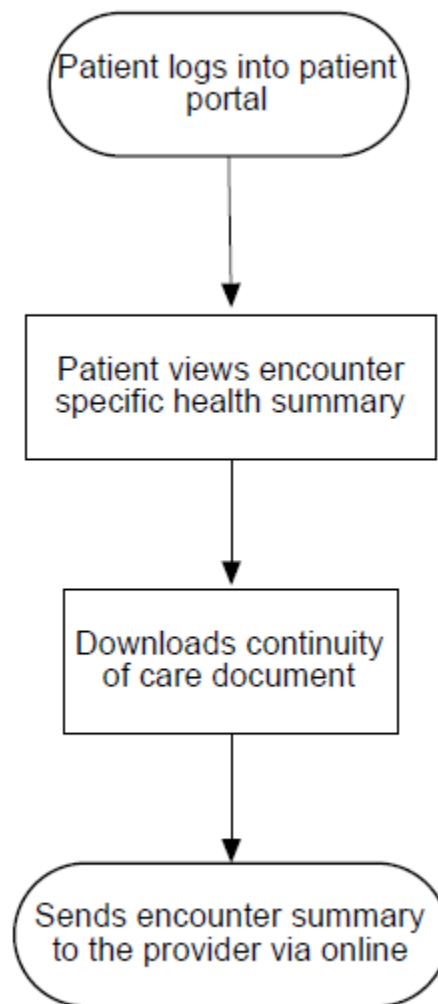 Patient logs into patient
portal
Patient views encounter
specific health summary
Downloads continuity
of care document
Sends encounter summary
to the provider via online